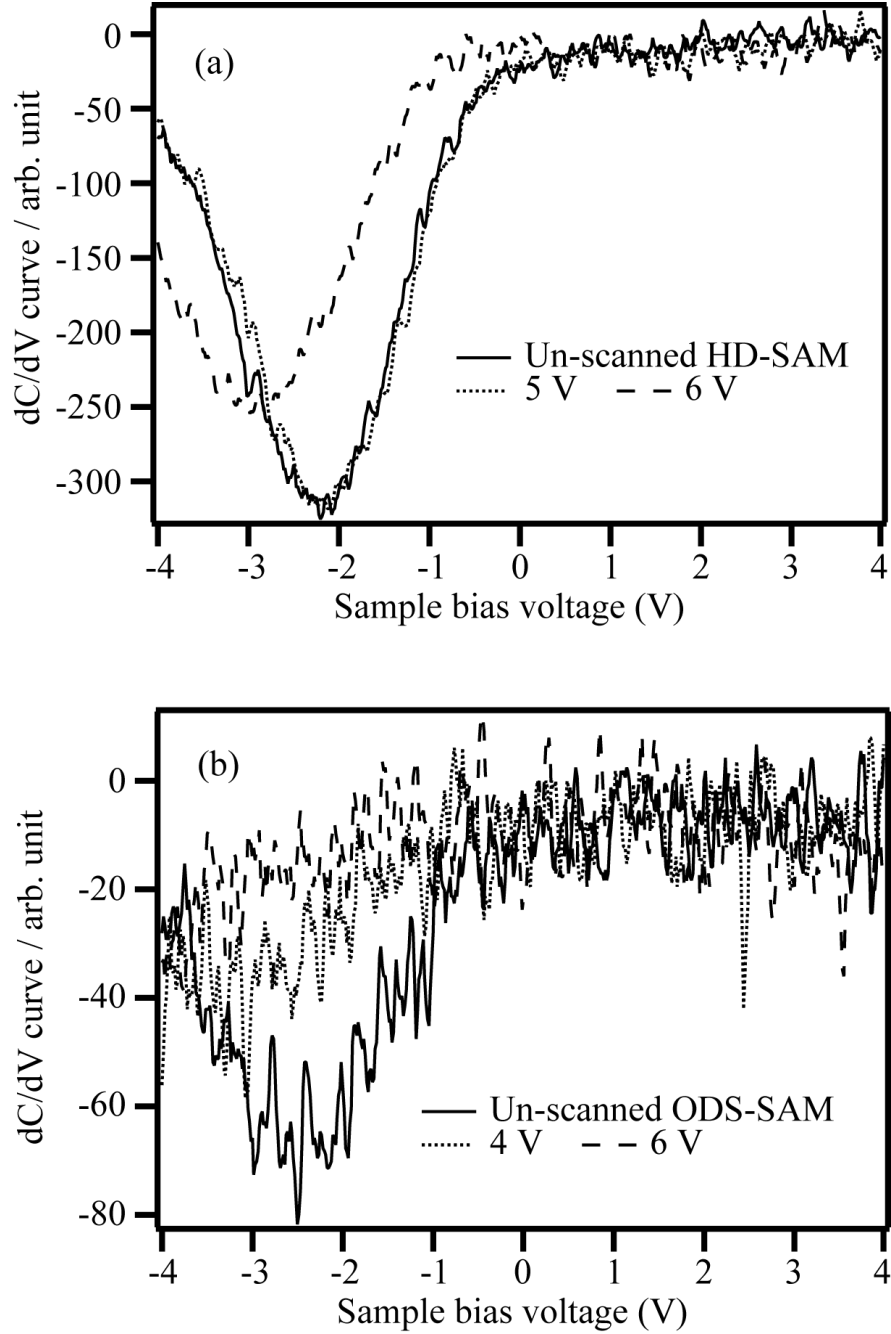 (a)
dC/dV curve / arb. unit
0
-50
-100
-150
-200
-250
-300
Un-scanned HD-SAM
5 V 6 V
-4 -3 -2 -1 0 1 2 3 4
Sample bias voltage (V)
(b)
dC/dV curve / arb. unit
0
-20
-40
-60
-80
Un-scanned ODS-SAM
4 V 6 V
-4 -3 -2 -1 0 1 2 3 4
Sample bias voltage (V)